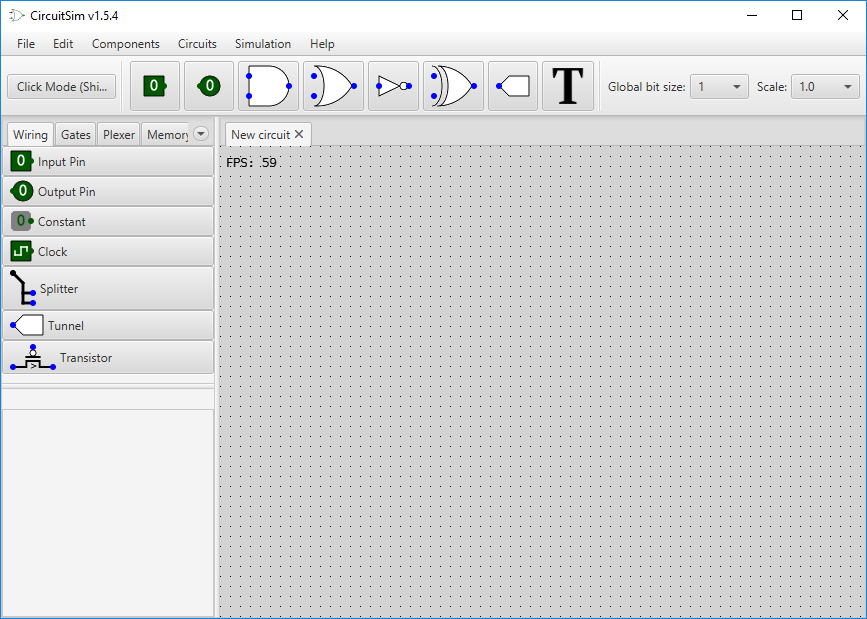 CircuitSim v1.5.4
File Edit Components Circuits Simulation Help
Click Mode (Shi... 0 0 T Global bit size: 1 Scale: 1.0
Wiring Gates Plexer Memory New circuit
FPS: 59
0 Input Pin
0 Output Pin
0 Constant
Clock
Splitter
Tunnel
> Transistor